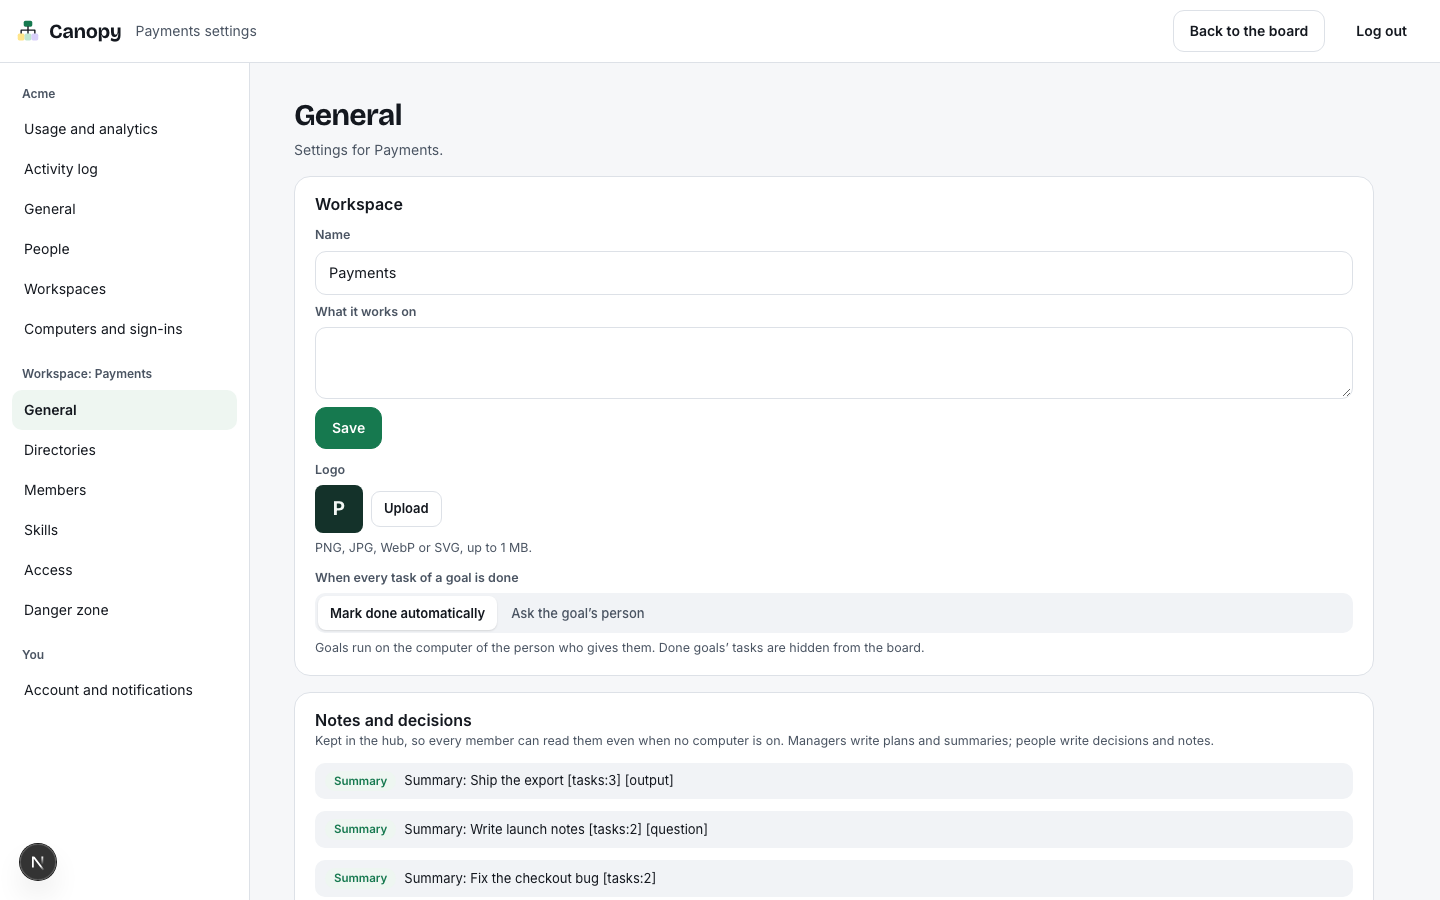 Canopy
Payments settings
Back to the board
Log out
Acme
Usage and analytics
Activity log
General
People
Workspaces
Computers and sign-ins
Workspace: Payments
General
Directories
Members
Skills
Access
Danger zone
You
Account and notifications
N
General
Settings for Payments.
Workspace
Name
Payments
What it works on
Save
Logo
P
Upload
PNG, JPG, WebP or SVG, up to 1 MB.
When every task of a goal is done
Mark done automatically
Ask the goal’s person
Goals run on the computer of the person who gives them. Done goals’ tasks are hidden from the board.
Notes and decisions
Kept in the hub, so every member can read them even when no computer is on. Managers write plans and summaries; people write decisions and notes.
Summary Summary: Ship the export [tasks:3] [output]
Summary Summary: Write launch notes [tasks:2] [question]
Summary Summary: Fix the checkout bug [tasks:2]